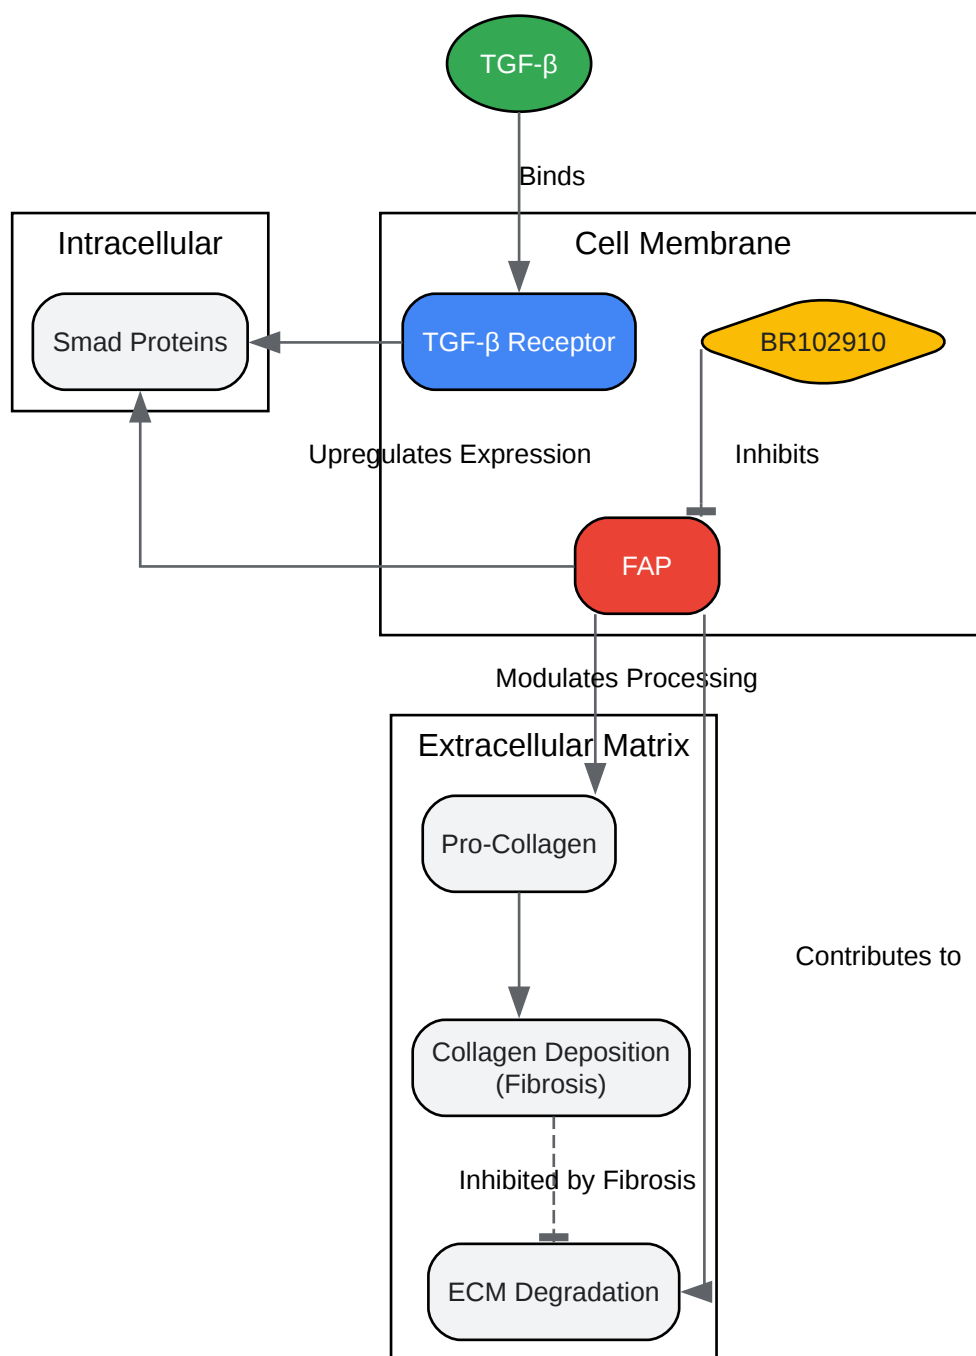 TGF-β
Binds
Intracellular
Cell Membrane
Smad Proteins
TGF-β Receptor
BR102910
Upregulates Expression
Inhibits
FAP
Modulates Processing
Extracellular Matrix
Pro-Collagen
Contributes to
Collagen Deposition
(Fibrosis)
Inhibited by Fibrosis
ECM Degradation